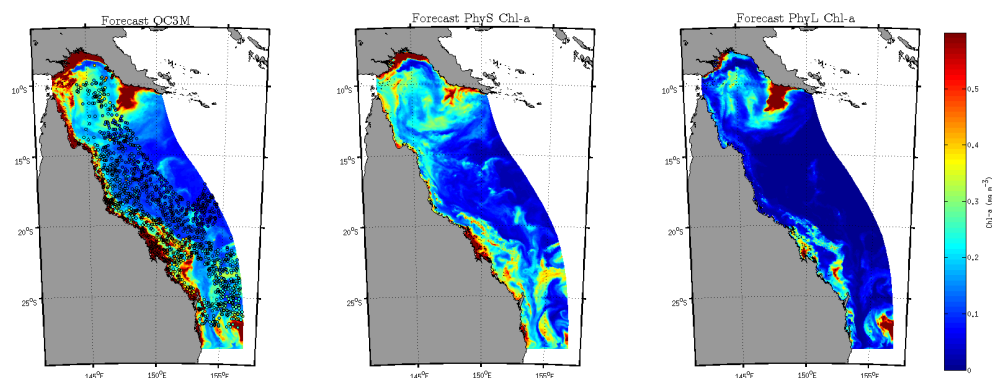 Forecast OC3M
Forecast PhyS Chl-a
Forecast PhyL Chl-a
10°S
15°S
20°S
25°S
145°E
150°E
155°E
10°S
15°S
20°S
25°S
145°E
150°E
155°E
10°S
15°S
20°S
25°S
145°E
150°E
155°E
0.5
0.4
0.3
0.2
0.1
0
Chl-a (mg m⁻³)